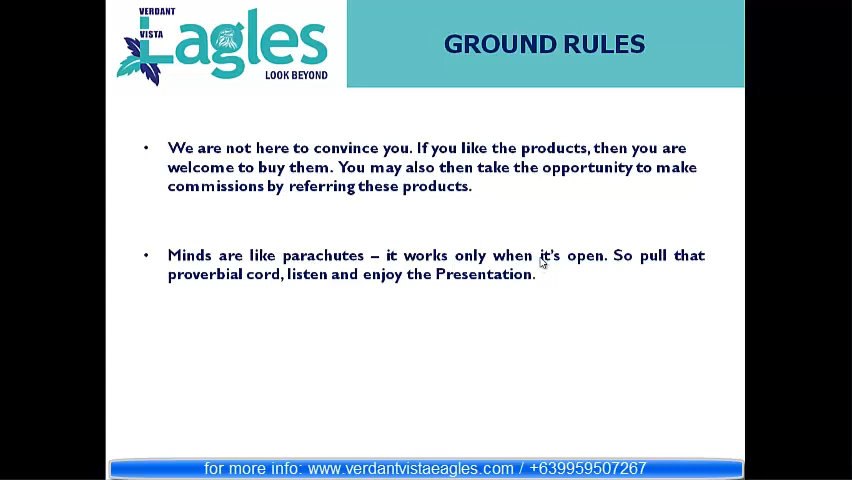 VERDANT
VISTA
Eagles
LOOK BEYOND
GROUND RULES
• We are not here to convince you. If you like the products, then you are
welcome to buy them. You may also then take the opportunity to make
commissions by referring these products.
• Minds are like parachutes – it works only when it's open. So pull that
proverbial cord, listen and enjoy the Presentation.
for more info: www.verdantvistaeagles.com / +639959507267